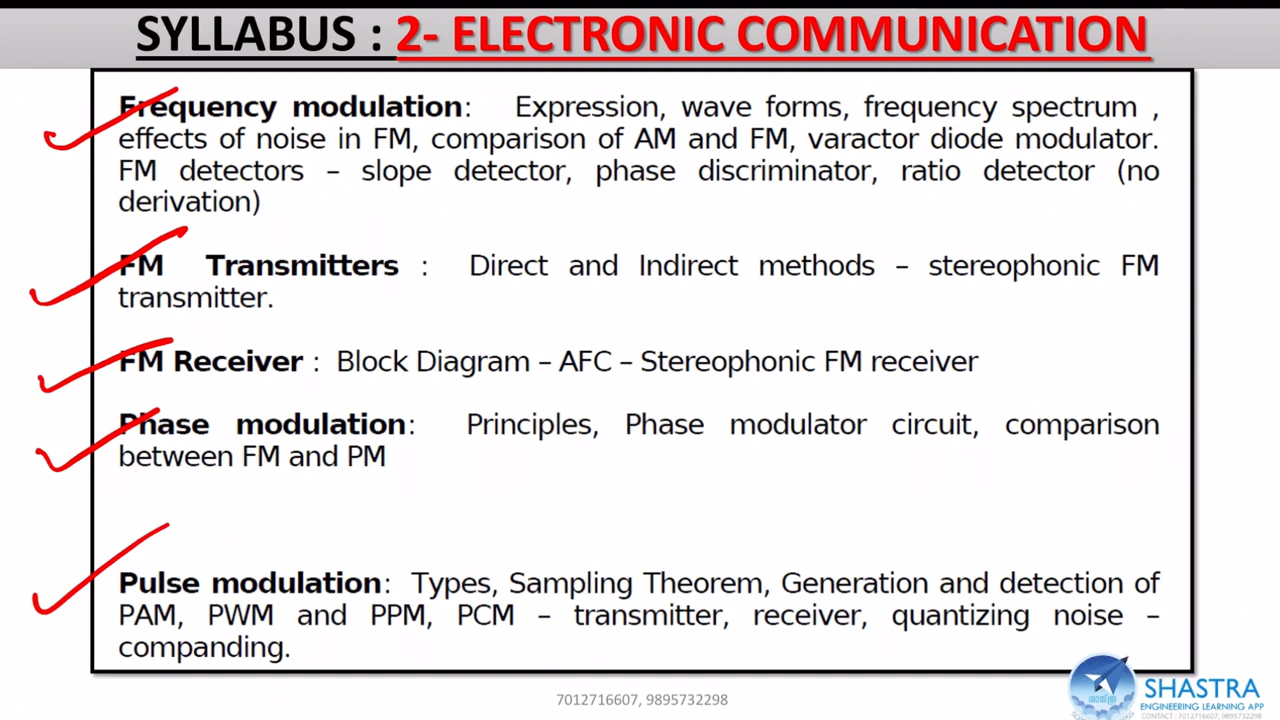 SYLLABUS : 2- ELECTRONIC COMMUNICATION
Frequency modulation: Expression, wave forms, frequency spectrum ,
effects of noise in FM, comparison of AM and FM, varactor diode modulator.
FM detectors – slope detector, phase discriminator, ratio detector (no
derivation)
FM Transmitters : Direct and Indirect methods – stereophonic FM
transmitter.
FM Receiver : Block Diagram – AFC – Stereophonic FM receiver
Phase modulation: Principles, Phase modulator circuit, comparison
between FM and PM
Pulse modulation: Types, Sampling Theorem, Generation and detection of
PAM, PWM and PPM, PCM – transmitter, receiver, quantizing noise –
companding.
7012716607, 9895732298
SHASTRA
ENGINEERING LEARNING APP
CONTACT : 7012716607, 9895732298